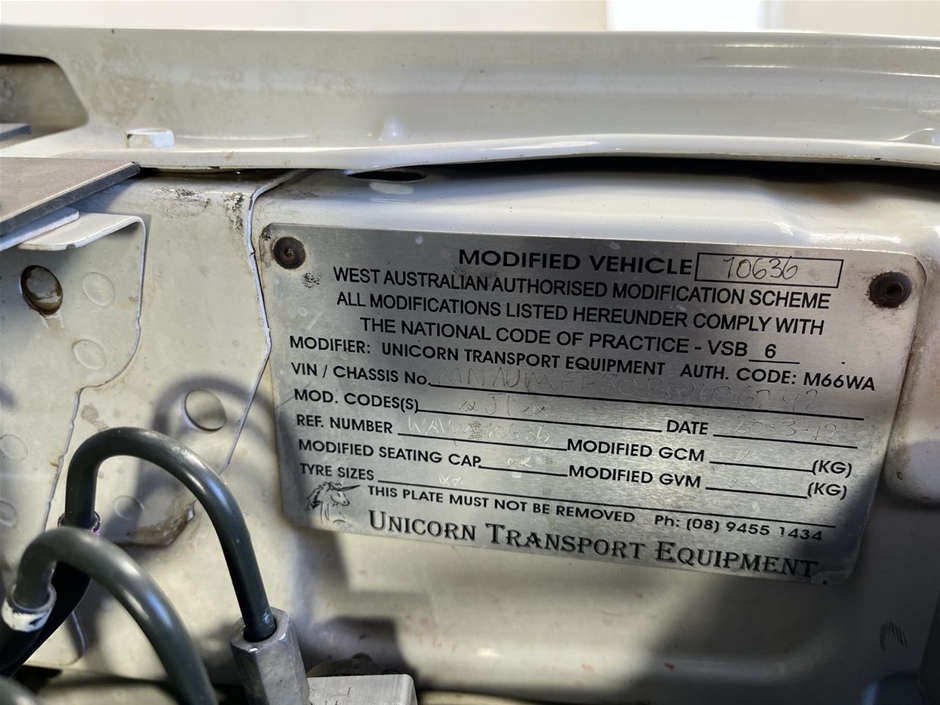 MODIFIED VEHICLE 10636
WEST AUSTRALIAN AUTHORISED MODIFICATION SCHEME
ALL MODIFICATIONS LISTED HEREUNDER COMPLY WITH
THE NATIONAL CODE OF PRACTICE - VSB 6
MODIFIER: UNICORN TRANSPORT EQUIPMENT AUTH. CODE: M66WA
VIN / CHASSIS No.
MOD. CODES(S) DATE
REF. NUMBER MODIFIED GCM (KG)
MODIFIED SEATING CAP. MODIFIED GVM (KG)
TYRE SIZES
THIS PLATE MUST NOT BE REMOVED Ph: (08) 9455 1434
UNICORN TRANSPORT EQUIPMENT